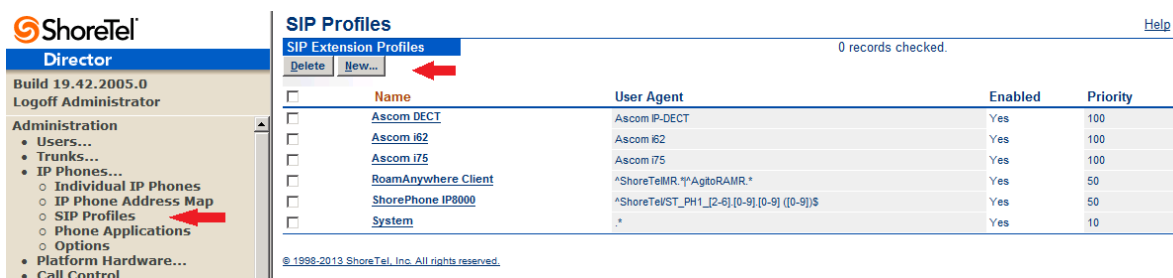 ShoreTel
Director
Build 19.42.2005.0
Logoff Administrator
Administration
• Users...
• Trunks...
• IP Phones...
o Individual IP Phones
o IP Phone Address Map
o SIP Profiles
o Phone Applications
o Options
• Platform Hardware...
• Call Control
SIP Profiles Help
SIP Extension Profiles 0 records checked.
Delete New...
Name User Agent Enabled Priority
Ascom DECT Ascom IP-DECT Yes 100
Ascom i62 Ascom i62 Yes 100
Ascom i75 Ascom i75 Yes 100
RoamAnywhere Client ^ShoreTelMR.*|^AgitoRAMR.* Yes 50
ShorePhone IP8000 ^ShoreTel/ST_PH1_[2-6].[0-9].[0-9] ([0-9])$ Yes 50
System .* Yes 10
© 1998-2013 ShoreTel, Inc. All rights reserved.